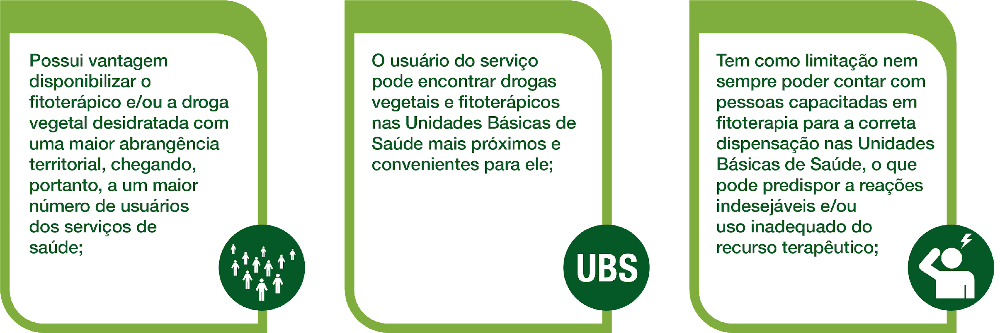 Possui vantagem
disponibilizar o
fitoterápico e/ou a droga
vegetal desidratada com
uma maior abrangência
territorial, chegando,
portanto, a um maior
número de usuários
dos serviços de
saúde;
O usuário do serviço
pode encontrar drogas
vegetais e fitoterápicos
nas Unidades Básicas de
Saúde mais próximos e
convenientes para ele;
UBS
Tem como limitação nem
sempre poder contar com
pessoas capacitadas em
fitoterapia para a correta
dispensação nas Unidades
Básicas de Saúde, o que
pode predispor a reações
indesejáveis e/ou
uso inadequado do
recurso terapêutico;